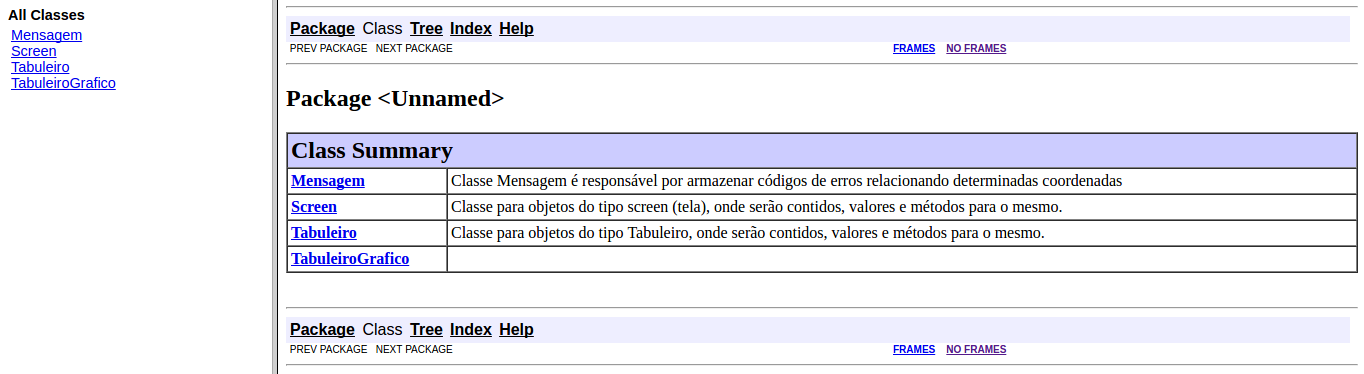 All Classes
Mensagem
Screen
Tabuleiro
TabuleiroGrafico
Package Class Tree Index Help
PREV PACKAGE NEXT PACKAGE FRAMES NO FRAMES
Package <Unnamed>
Class Summary
Mensagem Classe Mensagem é responsável por armazenar códigos de erros relacionando determinadas coordenadas
Screen Classe para objetos do tipo screen (tela), onde serão contidos, valores e métodos para o mesmo.
Tabuleiro Classe para objetos do tipo Tabuleiro, onde serão contidos, valores e métodos para o mesmo.
TabuleiroGrafico
Package Class Tree Index Help
PREV PACKAGE NEXT PACKAGE FRAMES NO FRAMES